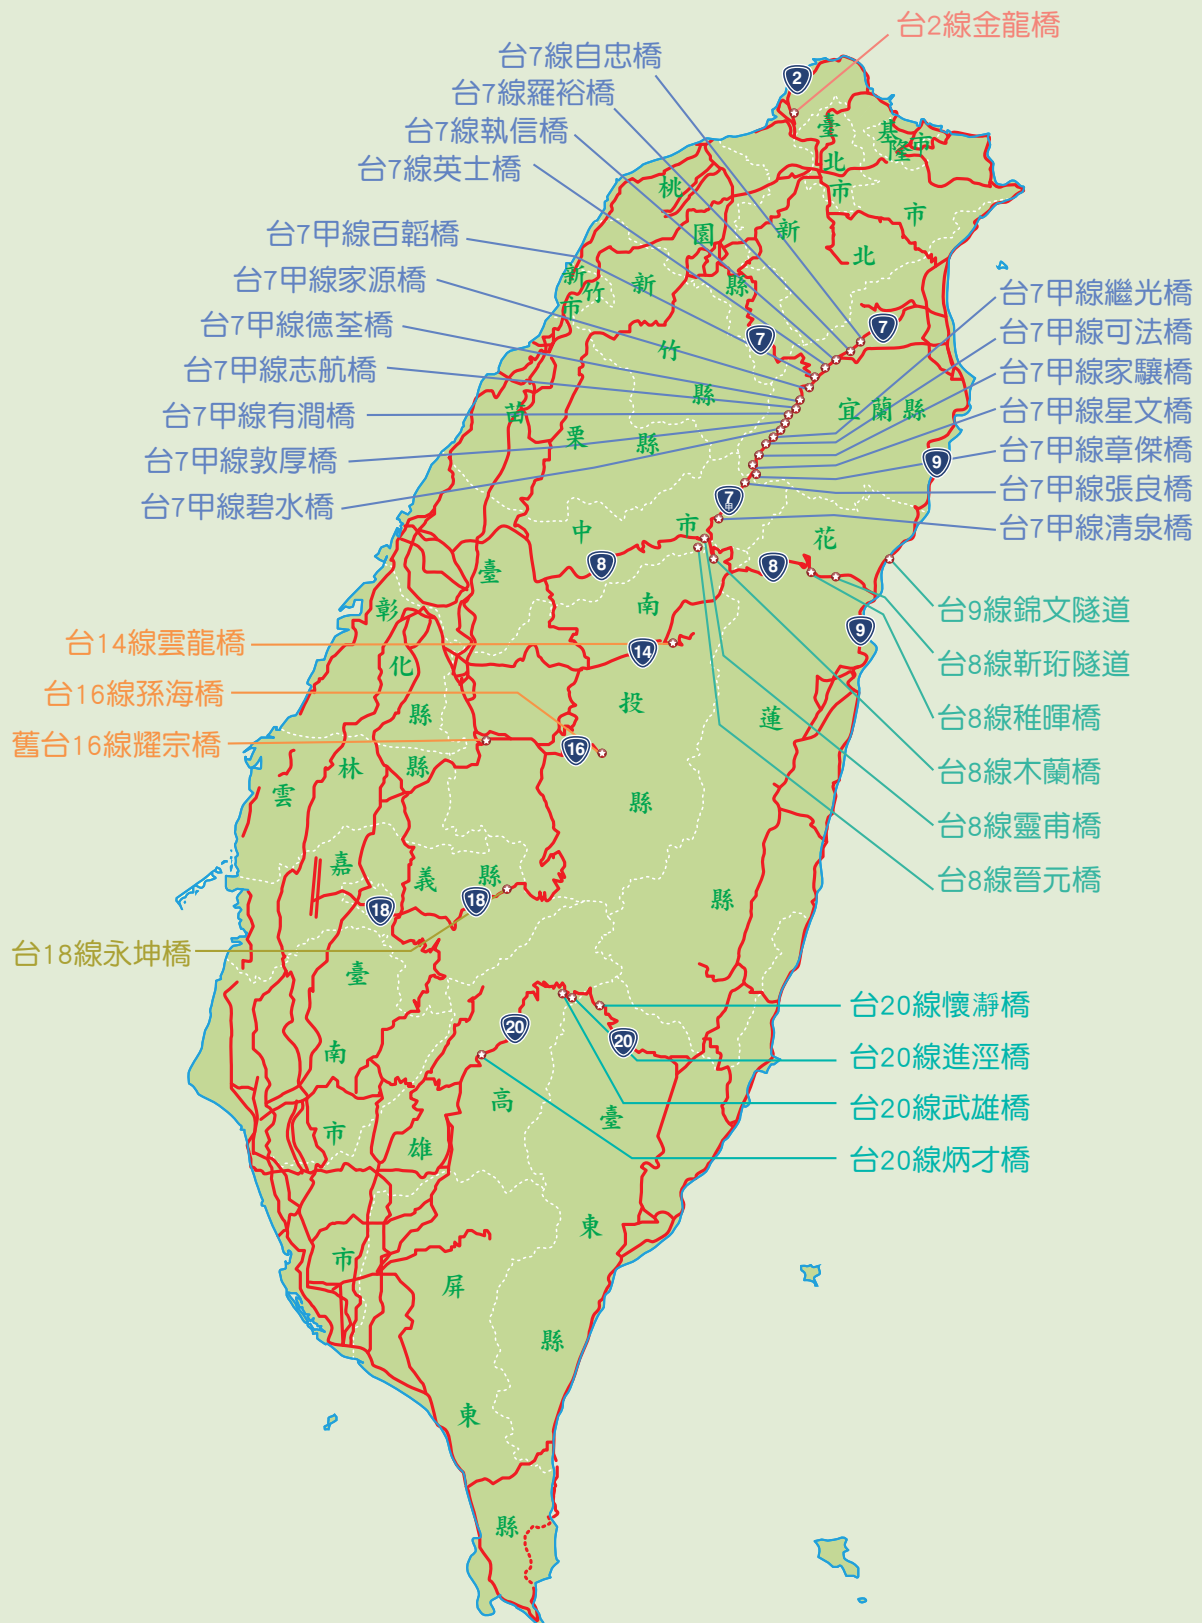 台2線金龍橋
台7線自忠橋
台7線羅裕橋
台7線執信橋
台7線英士橋
台7甲線百韜橋
台7甲線家源橋
台7甲線德荃橋
台7甲線志航橋
台7甲線有澗橋
台7甲線敦厚橋
台7甲線碧水橋
台7甲線繼光橋
台7甲線可法橋
台7甲線家驤橋
台7甲線星文橋
台7甲線章傑橋
台7甲線張良橋
台7甲線清泉橋
台9線錦文隧道
台8線靳珩隧道
台8線稚暉橋
台8線木蘭橋
台8線靈甫橋
台8線晉元橋
台14線雲龍橋
台16線孫海橋
舊台16線耀宗橋
台18線永坤橋
台20線懷瀞橋
台20線進涇橋
台20線武雄橋
台20線炳才橋
2
7
7
7甲
8
8
9
9
14
16
18
18
20
20
臺北市
基隆市
新北市
桃園縣
新竹市
新竹縣
苗栗縣
宜蘭縣
臺中市
彰化縣
南投縣
花蓮縣
雲林縣
嘉義縣
臺南市
高雄市
臺東縣
屏東縣